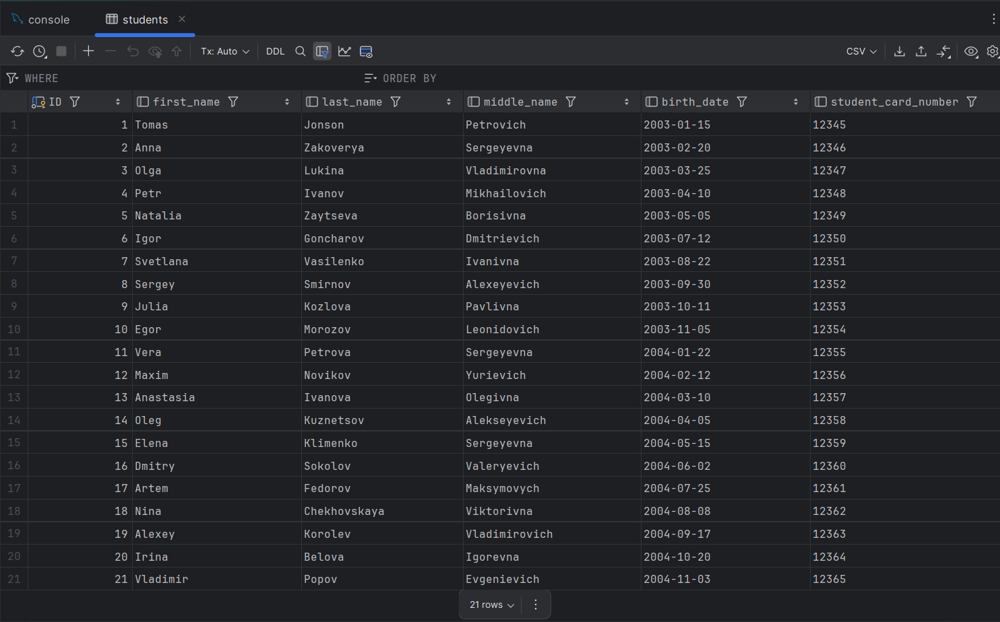 console students
Tx: Auto DDL CSV
WHERE ORDER BY
ID first_name last_name middle_name birth_date student_card_number
1 1 Tomas Jonson Petrovich 2003-01-15 12345
2 2 Anna Zakoverya Sergeyevna 2003-02-20 12346
3 3 Olga Lukina Vladimirovna 2003-03-25 12347
4 4 Petr Ivanov Mikhailovich 2003-04-10 12348
5 5 Natalia Zaytseva Borisivna 2003-05-05 12349
6 6 Igor Goncharov Dmitrievich 2003-07-12 12350
7 7 Svetlana Vasilenko Ivanivna 2003-08-22 12351
8 8 Sergey Smirnov Alexeyevich 2003-09-30 12352
9 9 Julia Kozlova Pavlivna 2003-10-11 12353
10 10 Egor Morozov Leonidovich 2003-11-05 12354
11 11 Vera Petrova Sergeyevna 2004-01-22 12355
12 12 Maxim Novikov Yurievich 2004-02-12 12356
13 13 Anastasia Ivanova Olegivna 2004-03-10 12357
14 14 Oleg Kuznetsov Alekseyevich 2004-04-05 12358
15 15 Elena Klimenko Sergeyevna 2004-05-15 12359
16 16 Dmitry Sokolov Valeryevich 2004-06-02 12360
17 17 Artem Fedorov Maksymovych 2004-07-25 12361
18 18 Nina Chekhovskaya Viktorivna 2004-08-08 12362
19 19 Alexey Korolev Vladimirovich 2004-09-17 12363
20 20 Irina Belova Igorevna 2004-10-20 12364
21 21 Vladimir Popov Evgenievich 2004-11-03 12365
21 rows